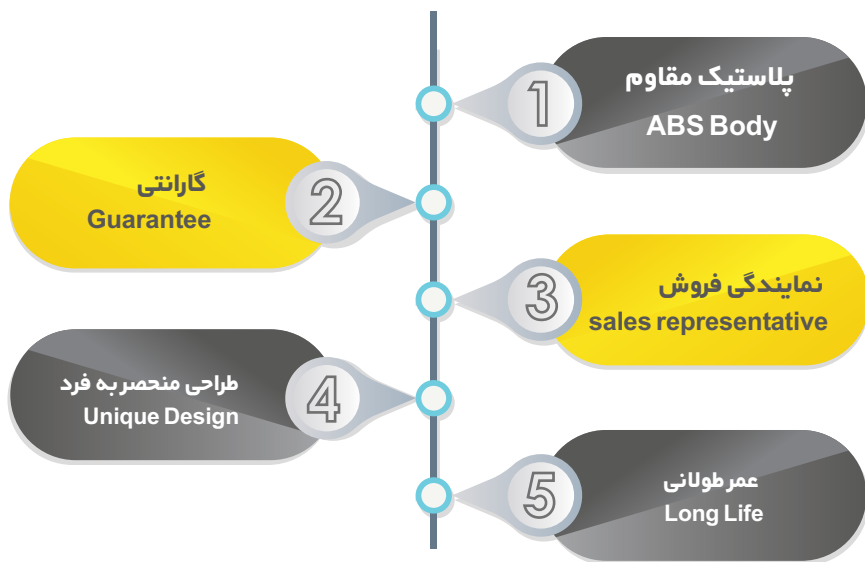 1
پلاستیک مقاوم
ABS Body
2
گارانتی
Guarantee
3
نمایندگی فروش
sales representative
4
طراحی منحصر به فرد
Unique Design
5
عمر طولانی
Long Life